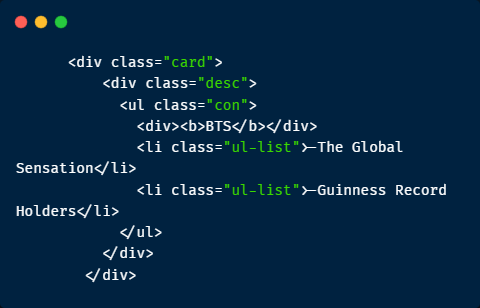 <div class="card">
<div class="desc">
<ul class="con">
<div><b>BTS</b></div>
<li class="ul-list">-The Global
Sensation</li>
<li class="ul-list">-Guinness Record
Holders</li>
</ul>
</div>
</div>